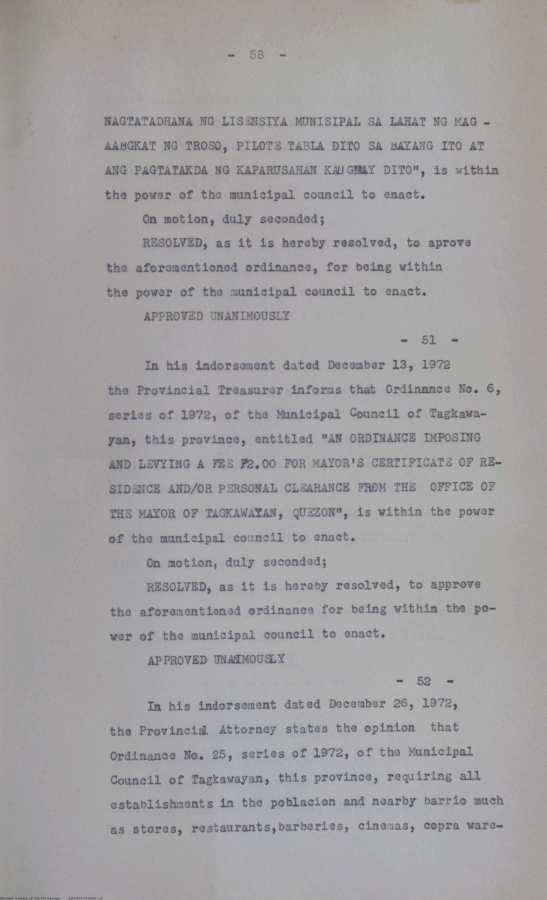 - 58 -
NAGTATADHANA NG LISENSIYA MUNISIPAL SA LAHAT NG MAG -
AANGKAT NG TROSO, PILOTE TABLA DITO SA BAYANG ITO AT
ANG PAGTATAKDA NG KAPARUSAHAN KAUGNAY DITO", is within
the power of the municipal council to enact.
On motion, duly seconded;
RESOLVED, as it is hereby resolved, to aprove
the aforementioned ordinance, for being within
the power of the municipal council to enact.
APPROVED UNANIMOUSLY
- 51 -
In his indorsement dated December 13, 1972
the Provincial Treasurer informs that Ordinance No. 6,
series of 1972, of the Municipal Council of Tagkawa-
yan, this province, entitled "AN ORDINANCE IMPOSING
AND LEVYING A FEE ₱2.00 FOR MAYOR'S CERTIFICATE OF RE-
SIDENCE AND/OR PERSONAL CLEARANCE FROM THE OFFICE OF
THE MAYOR OF TAGKAWAYAN, QUEZON", is within the power
of the municipal council to enact.
On motion, duly seconded;
RESOLVED, as it is hereby resolved, to approve
the aforementioned ordinance for being within the po-
wer of the municipal council to enact.
APPROVED UNANIMOUSLY
- 52 -
In his indorsement dated December 26, 1972,
the Provincial Attorney states the opinion that
Ordinance No. 25, series of 1972, of the Municipal
Council of Tagkawayan, this province, requiring all
establishments in the poblacion and nearby barrio much
as stores, restaurants,barberies, cinemas, copra ware-